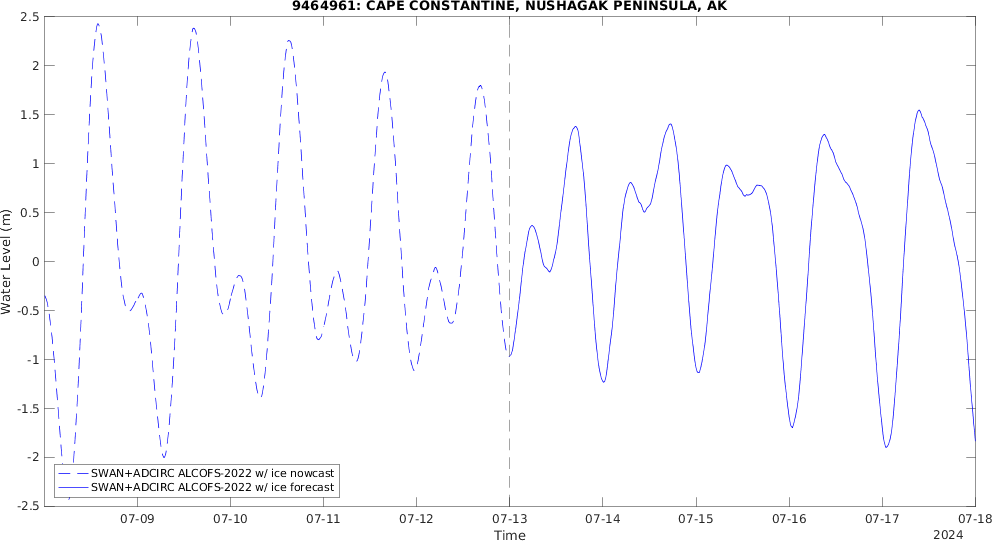 9464961: CAPE CONSTANTINE, NUSHAGAK PENINSULA, AK
Water Level (m)
2.5
2
1.5
1
0.5
0
-0.5
-1
-1.5
-2
-2.5
SWAN+ADCIRC ALCOFS-2022 w/ ice nowcast
SWAN+ADCIRC ALCOFS-2022 w/ ice forecast
07-09 07-10 07-11 07-12 07-13 07-14 07-15 07-16 07-17 07-18
Time
2024